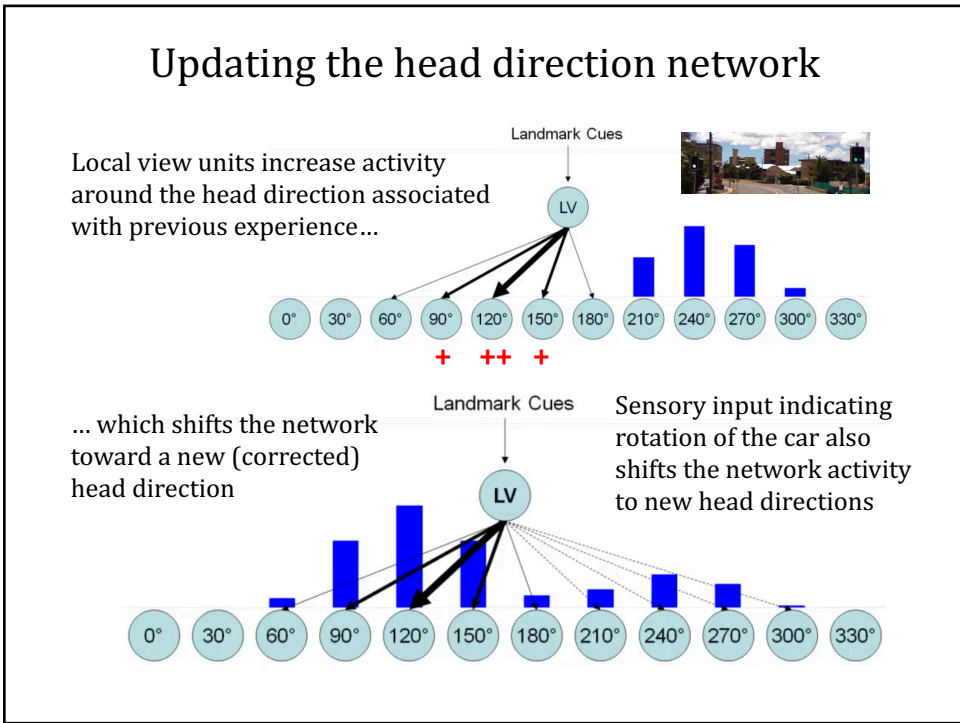 Updating the head direction network
Local view units increase activity
around the head direction associated
with previous experience…
Landmark Cues
LV
0° 30° 60° 90° 120° 150° 180° 210° 240° 270° 300° 330°
+ ++ +
… which shifts the network
toward a new (corrected)
head direction
Landmark Cues
LV
Sensory input indicating
rotation of the car also
shifts the network activity
to new head directions
0° 30° 60° 90° 120° 150° 180° 210° 240° 270° 300° 330°